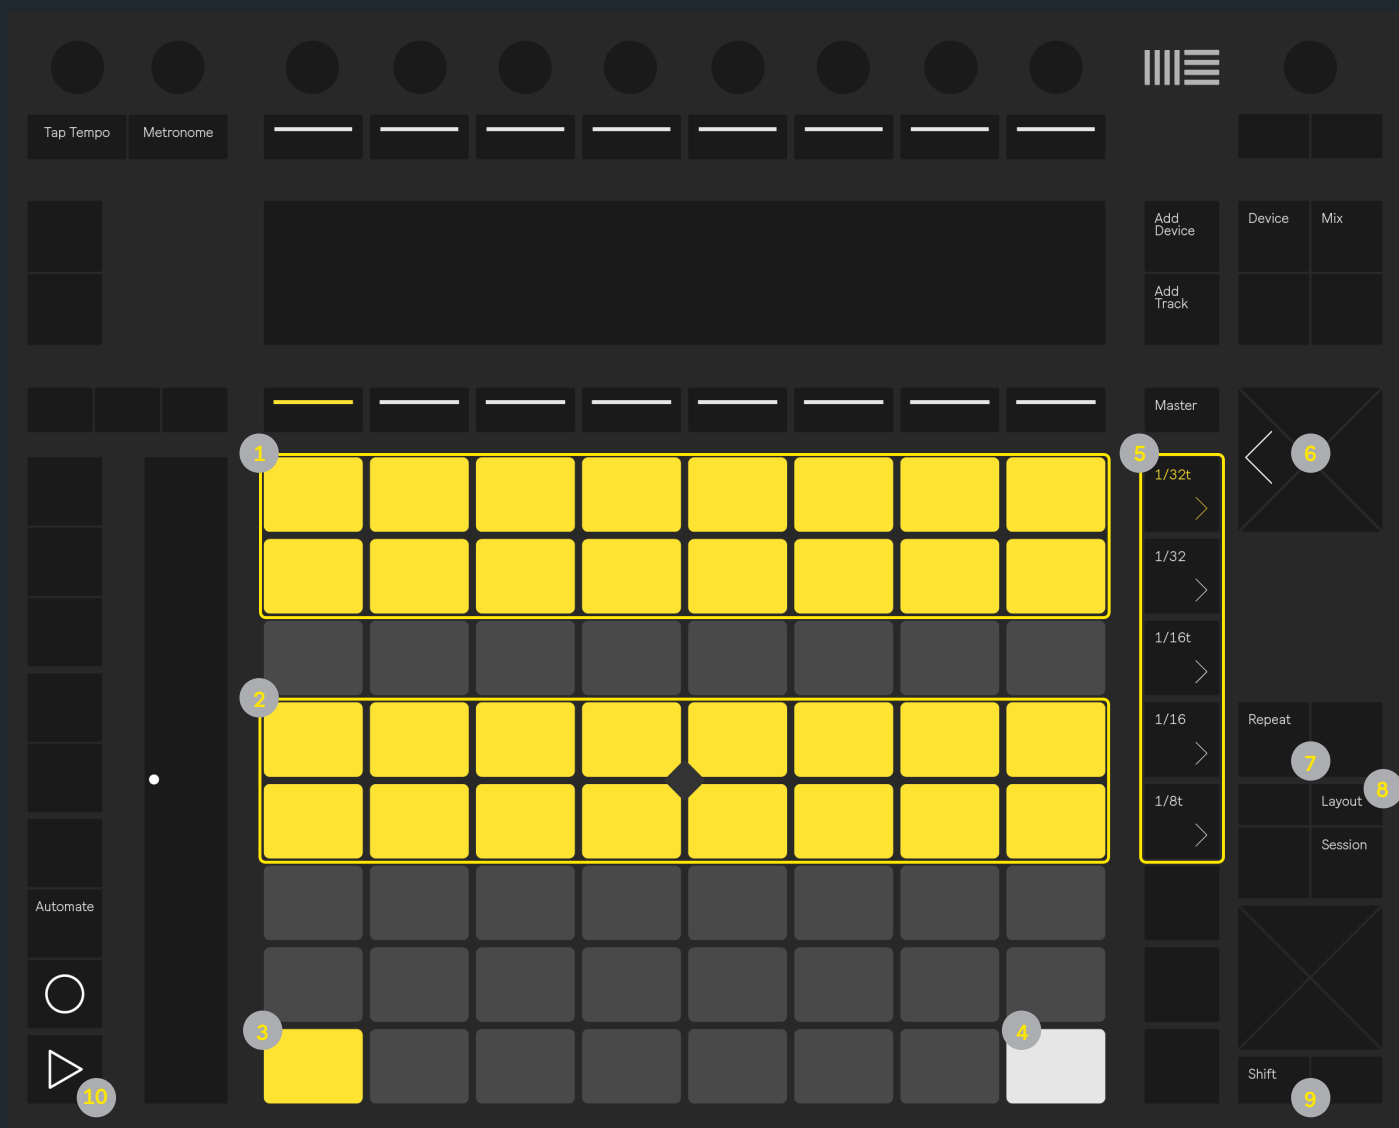 Tap Tempo
Metronome
Add
Device
Device
Mix
Add
Track
Master
1
5
6
1/32t
1/32
1/16t
2
1/16
Repeat
7
8
1/8t
Layout
Session
Automate
3
4
Shift
10
9